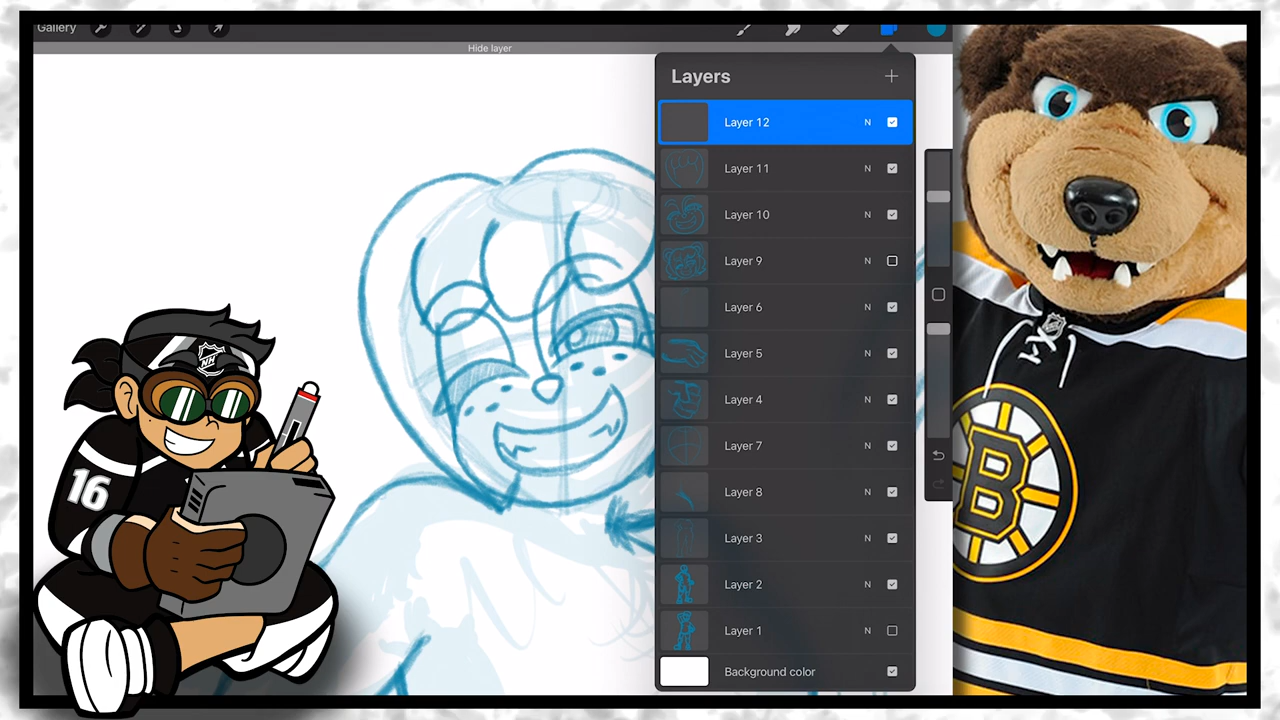 Gallery
Hide layer
Layers
Layer 12 N
Layer 11 N
Layer 10 N
Layer 9 N
Layer 6 N
Layer 5 N
Layer 4 N
Layer 7 N
Layer 8 N
Layer 3 N
Layer 2 N
Layer 1 N
Background color
16
NHL
B